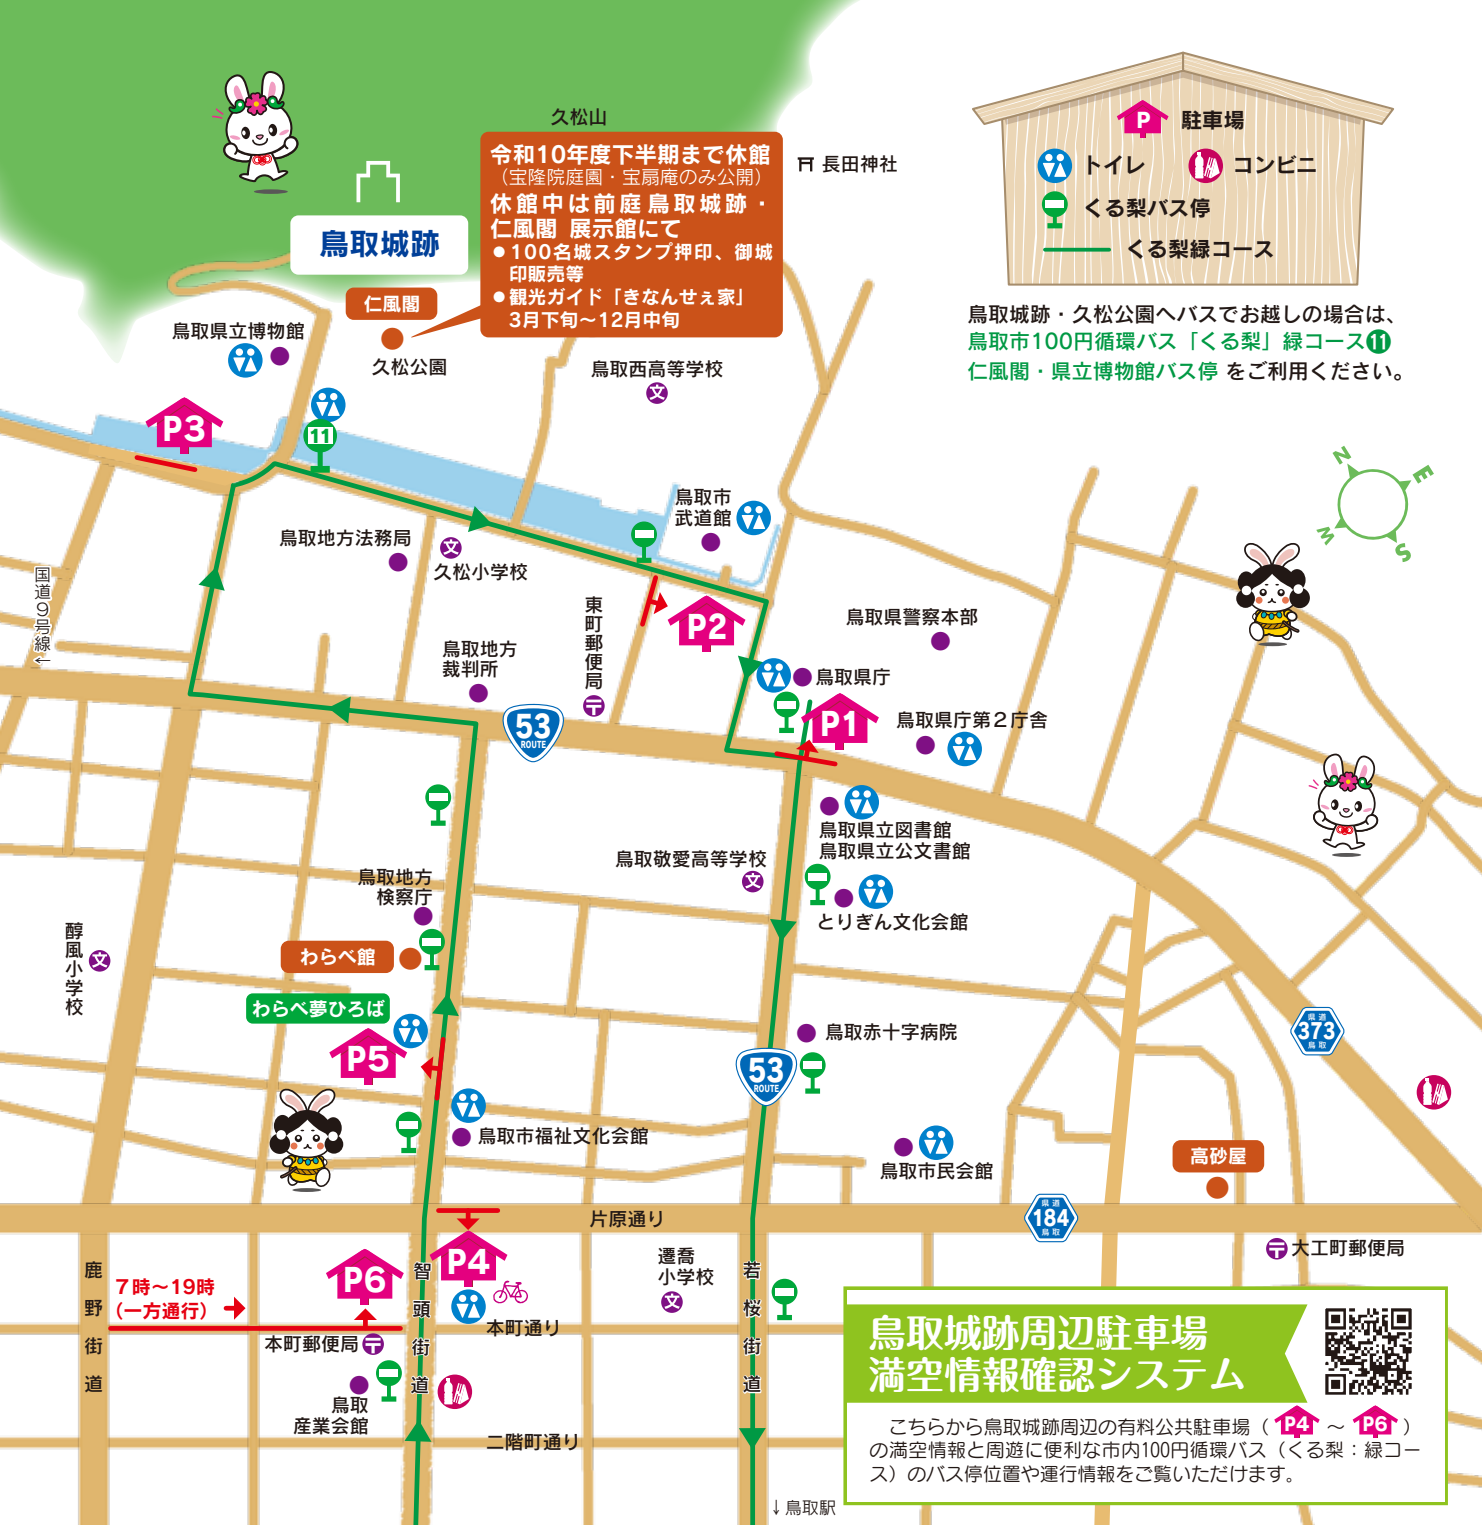 久松山
令和10年度下半期まで休館
（宝隆院庭園・宝扇庵のみ公開）
休館中は前庭鳥取城跡・
仁風閣 展示館にて
●100名城スタンプ押印、御城
印販売等
●観光ガイド「きなんせぇ家」
3月下旬～12月中旬
長田神社
鳥取城跡
仁風閣
久松公園
鳥取県立博物館
鳥取西高等学校
文
P 駐車場
トイレ
コンビニ
くる梨バス停
くる梨緑コース
鳥取城跡・久松公園へバスでお越しの場合は、
鳥取市100円循環バス「くる梨」緑コース⓫
仁風閣・県立博物館バス停 をご利用ください。
N
E
W
S
P3
11
鳥取市
武道館
鳥取地方法務局
文
久松小学校
国道9号線←
東町郵便局
〒
P2
鳥取県警察本部
鳥取地方
裁判所
鳥取県庁
P1
鳥取県庁第2庁舎
53
ROUTE
鳥取県立図書館
鳥取県立公文書館
鳥取敬愛高等学校
文
鳥取地方
検察庁
とりぎん文化会館
醇風小学校
文
わらべ館
わらべ夢ひろば
P5
鳥取赤十字病院
53
ROUTE
県道
373
鳥取
鳥取市福祉文化会館
鳥取市民会館
高砂屋
県道
184
鳥取
片原通り
〒大工町郵便局
鹿野街道
7時～19時
（一方通行）
P6
智頭街道
P4
遷喬
小学校
文
若桜街道
本町通り
本町郵便局〒
鳥取
産業会館
二階町通り
↓鳥取駅
鳥取城跡周辺駐車場
満空情報確認システム
こちらから鳥取城跡周辺の有料公共駐車場（P4～P6）
の満空情報と周遊に便利な市内100円循環バス（くる梨：緑コー
ス）のバス停位置や運行情報をご覧いただけます。